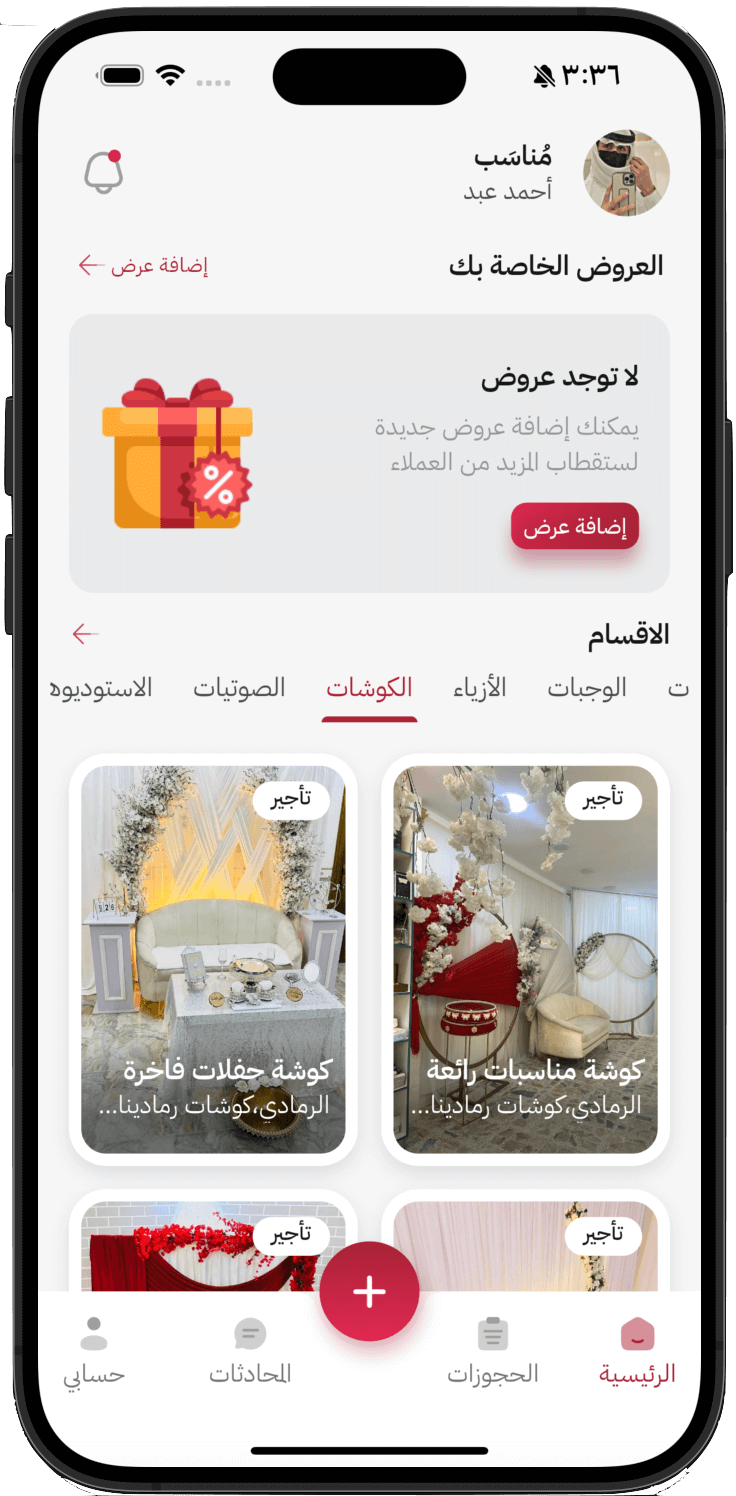 ٣:٣٦
مُناسَب
أحمد عبد
العروض الخاصة بك
إضافة عرض
لا توجد عروض
يمكنك إضافة عروض جديدة
لستقطاب المزيد من العملاء
إضافة عرض
%
الاقسام
ت الوجبات الأزياء الكوشات الصوتيات الاستوديوه
تأجير
كوشة مناسبات رائعة
الرمادي،كوشات رمادينا...
تأجير
كوشة حفلات فاخرة
الرمادي،كوشات رمادينا...
تأجير
تأجير
+
الرئيسية الحجوزات المحادثات حسابي